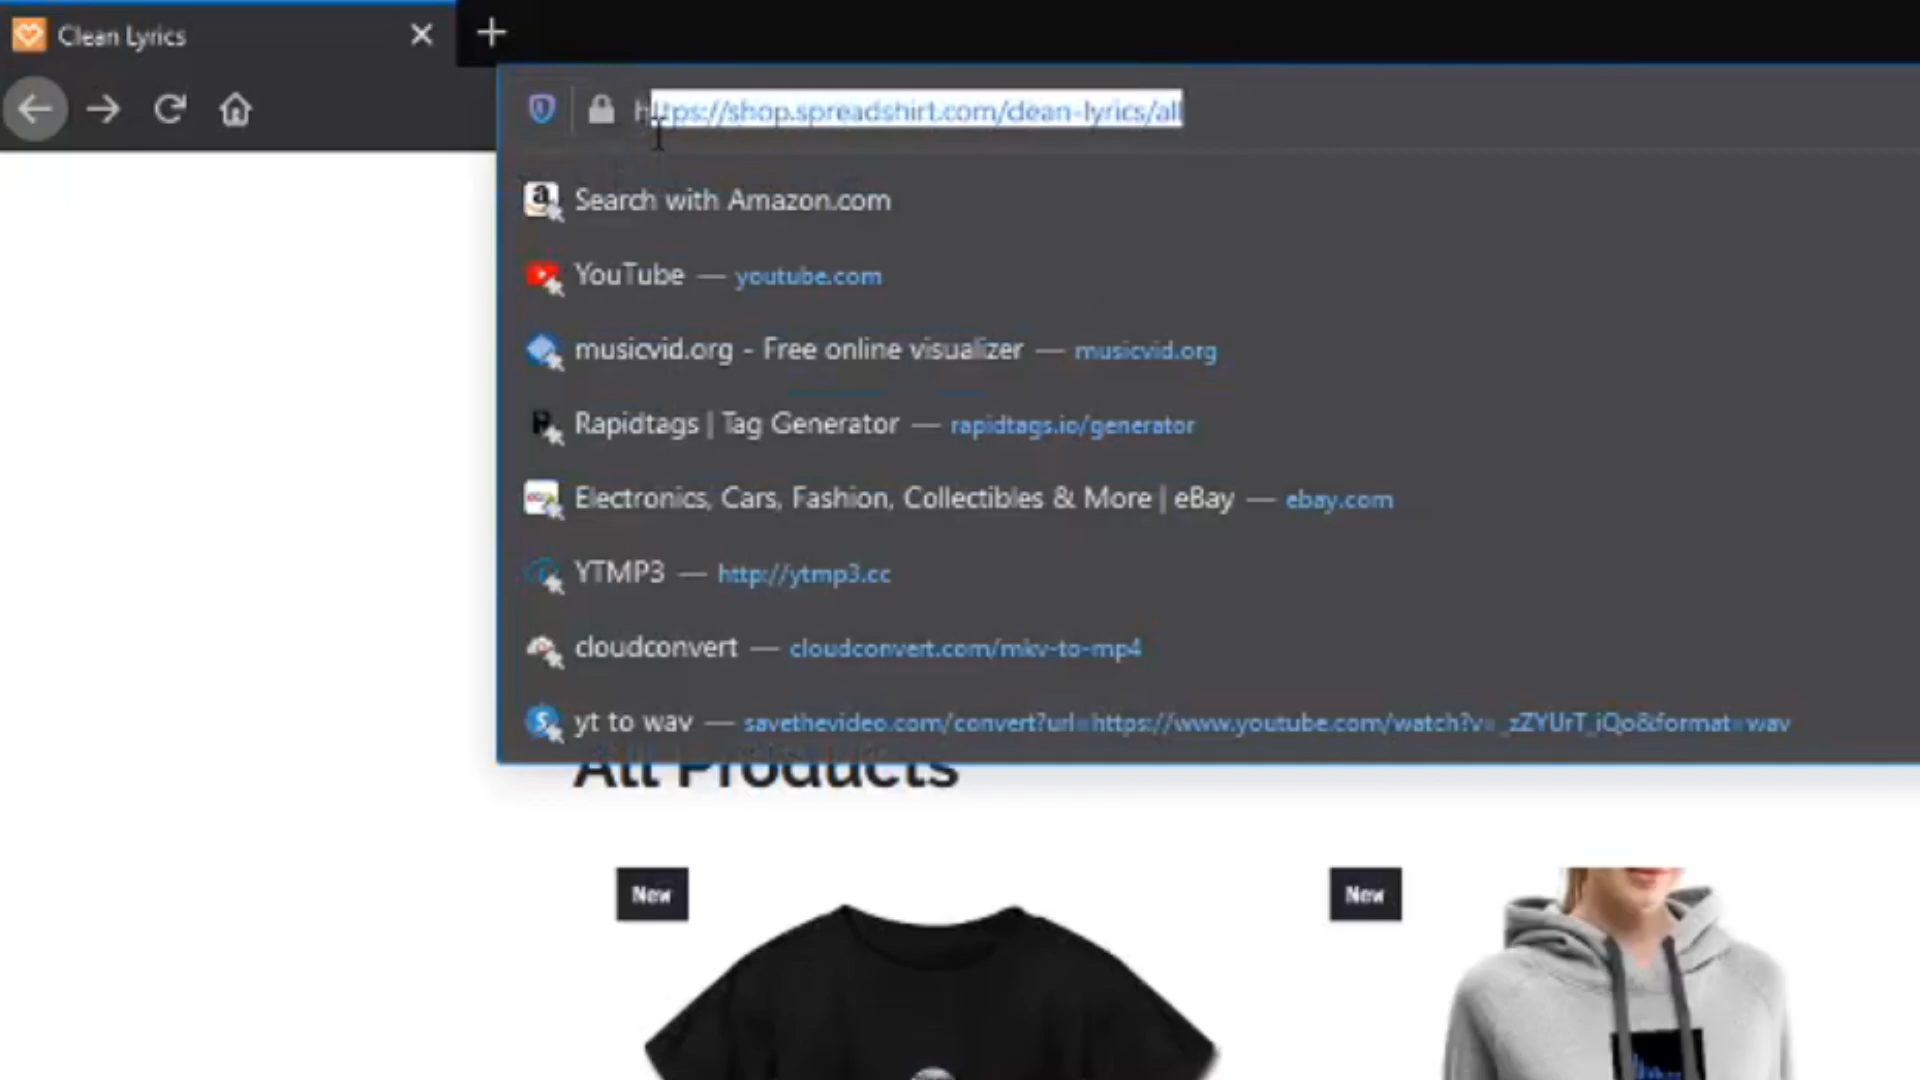 Clean Lyrics
https://shop.spreadshirt.com/clean-lyrics/all
Search with Amazon.com
YouTube — youtube.com
musicvid.org - Free online visualizer — musicvid.org
Rapidtags | Tag Generator — rapidtags.io/generator
Electronics, Cars, Fashion, Collectibles & More | eBay — ebay.com
YTMP3 — http://ytmp3.cc
cloudconvert — cloudconvert.com/mkv-to-mp4
yt to wav — savethevideo.com/convert?url=https://www.youtube.com/watch?v=_zZYUrT_iQo&format=wav
All Products
New
New